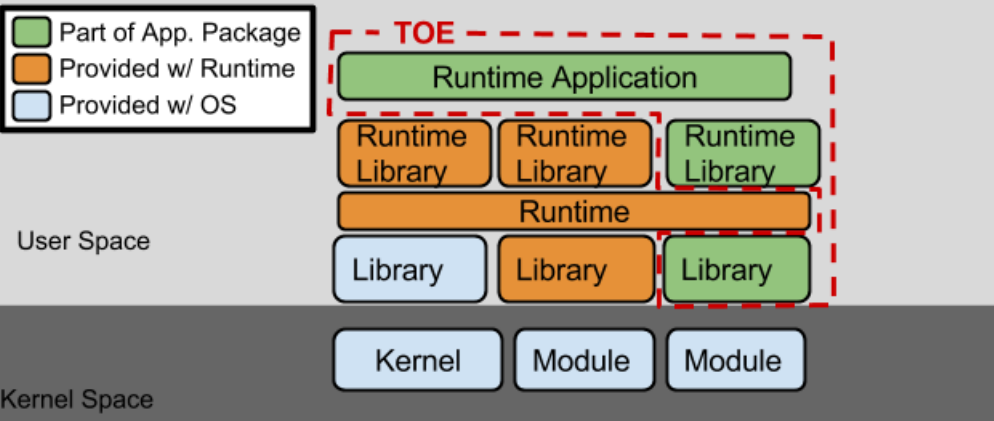 Part of App. Package
Provided w/ Runtime
Provided w/ OS
TOE
Runtime Application
Runtime
Library
Runtime
Library
Runtime
Library
Runtime
User Space
Library
Library
Library
Kernel
Module
Module
Kernel Space